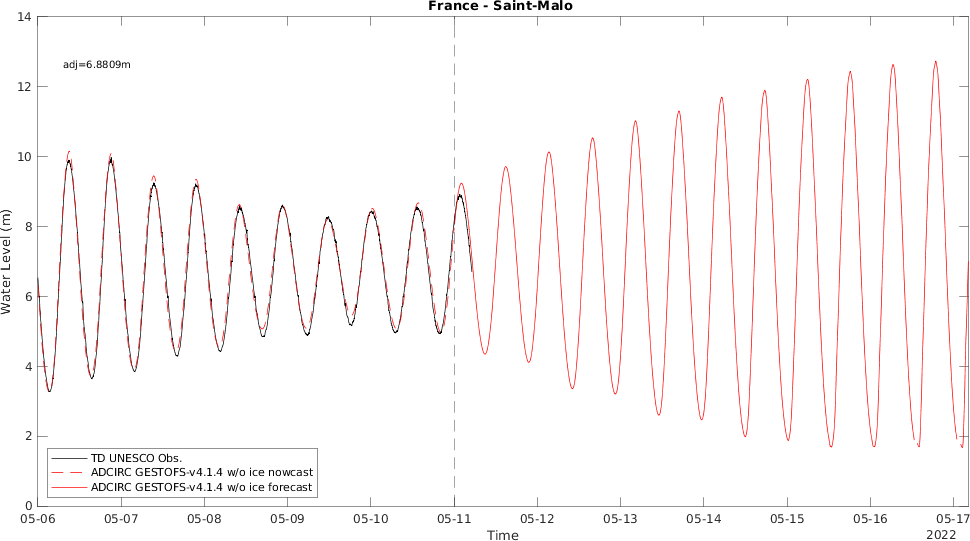 France - Saint-Malo
adj=6.8809m
14
12
10
8
6
4
2
0
Water Level (m)
TD UNESCO Obs.
ADCIRC GESTOFS-v4.1.4 w/o ice nowcast
ADCIRC GESTOFS-v4.1.4 w/o ice forecast
05-06 05-07 05-08 05-09 05-10 05-11 05-12 05-13 05-14 05-15 05-16 05-17
Time
2022